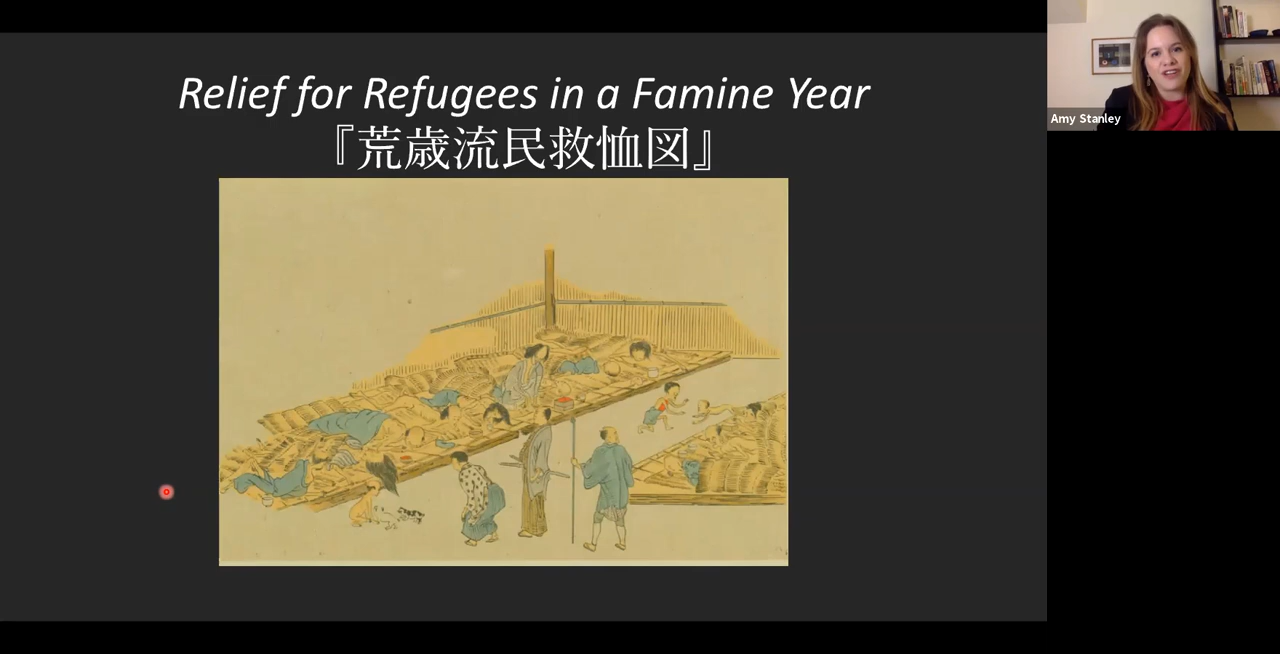 Relief for Refugees in a Famine Year
『荒歳流民救恤図』
Amy Stanley